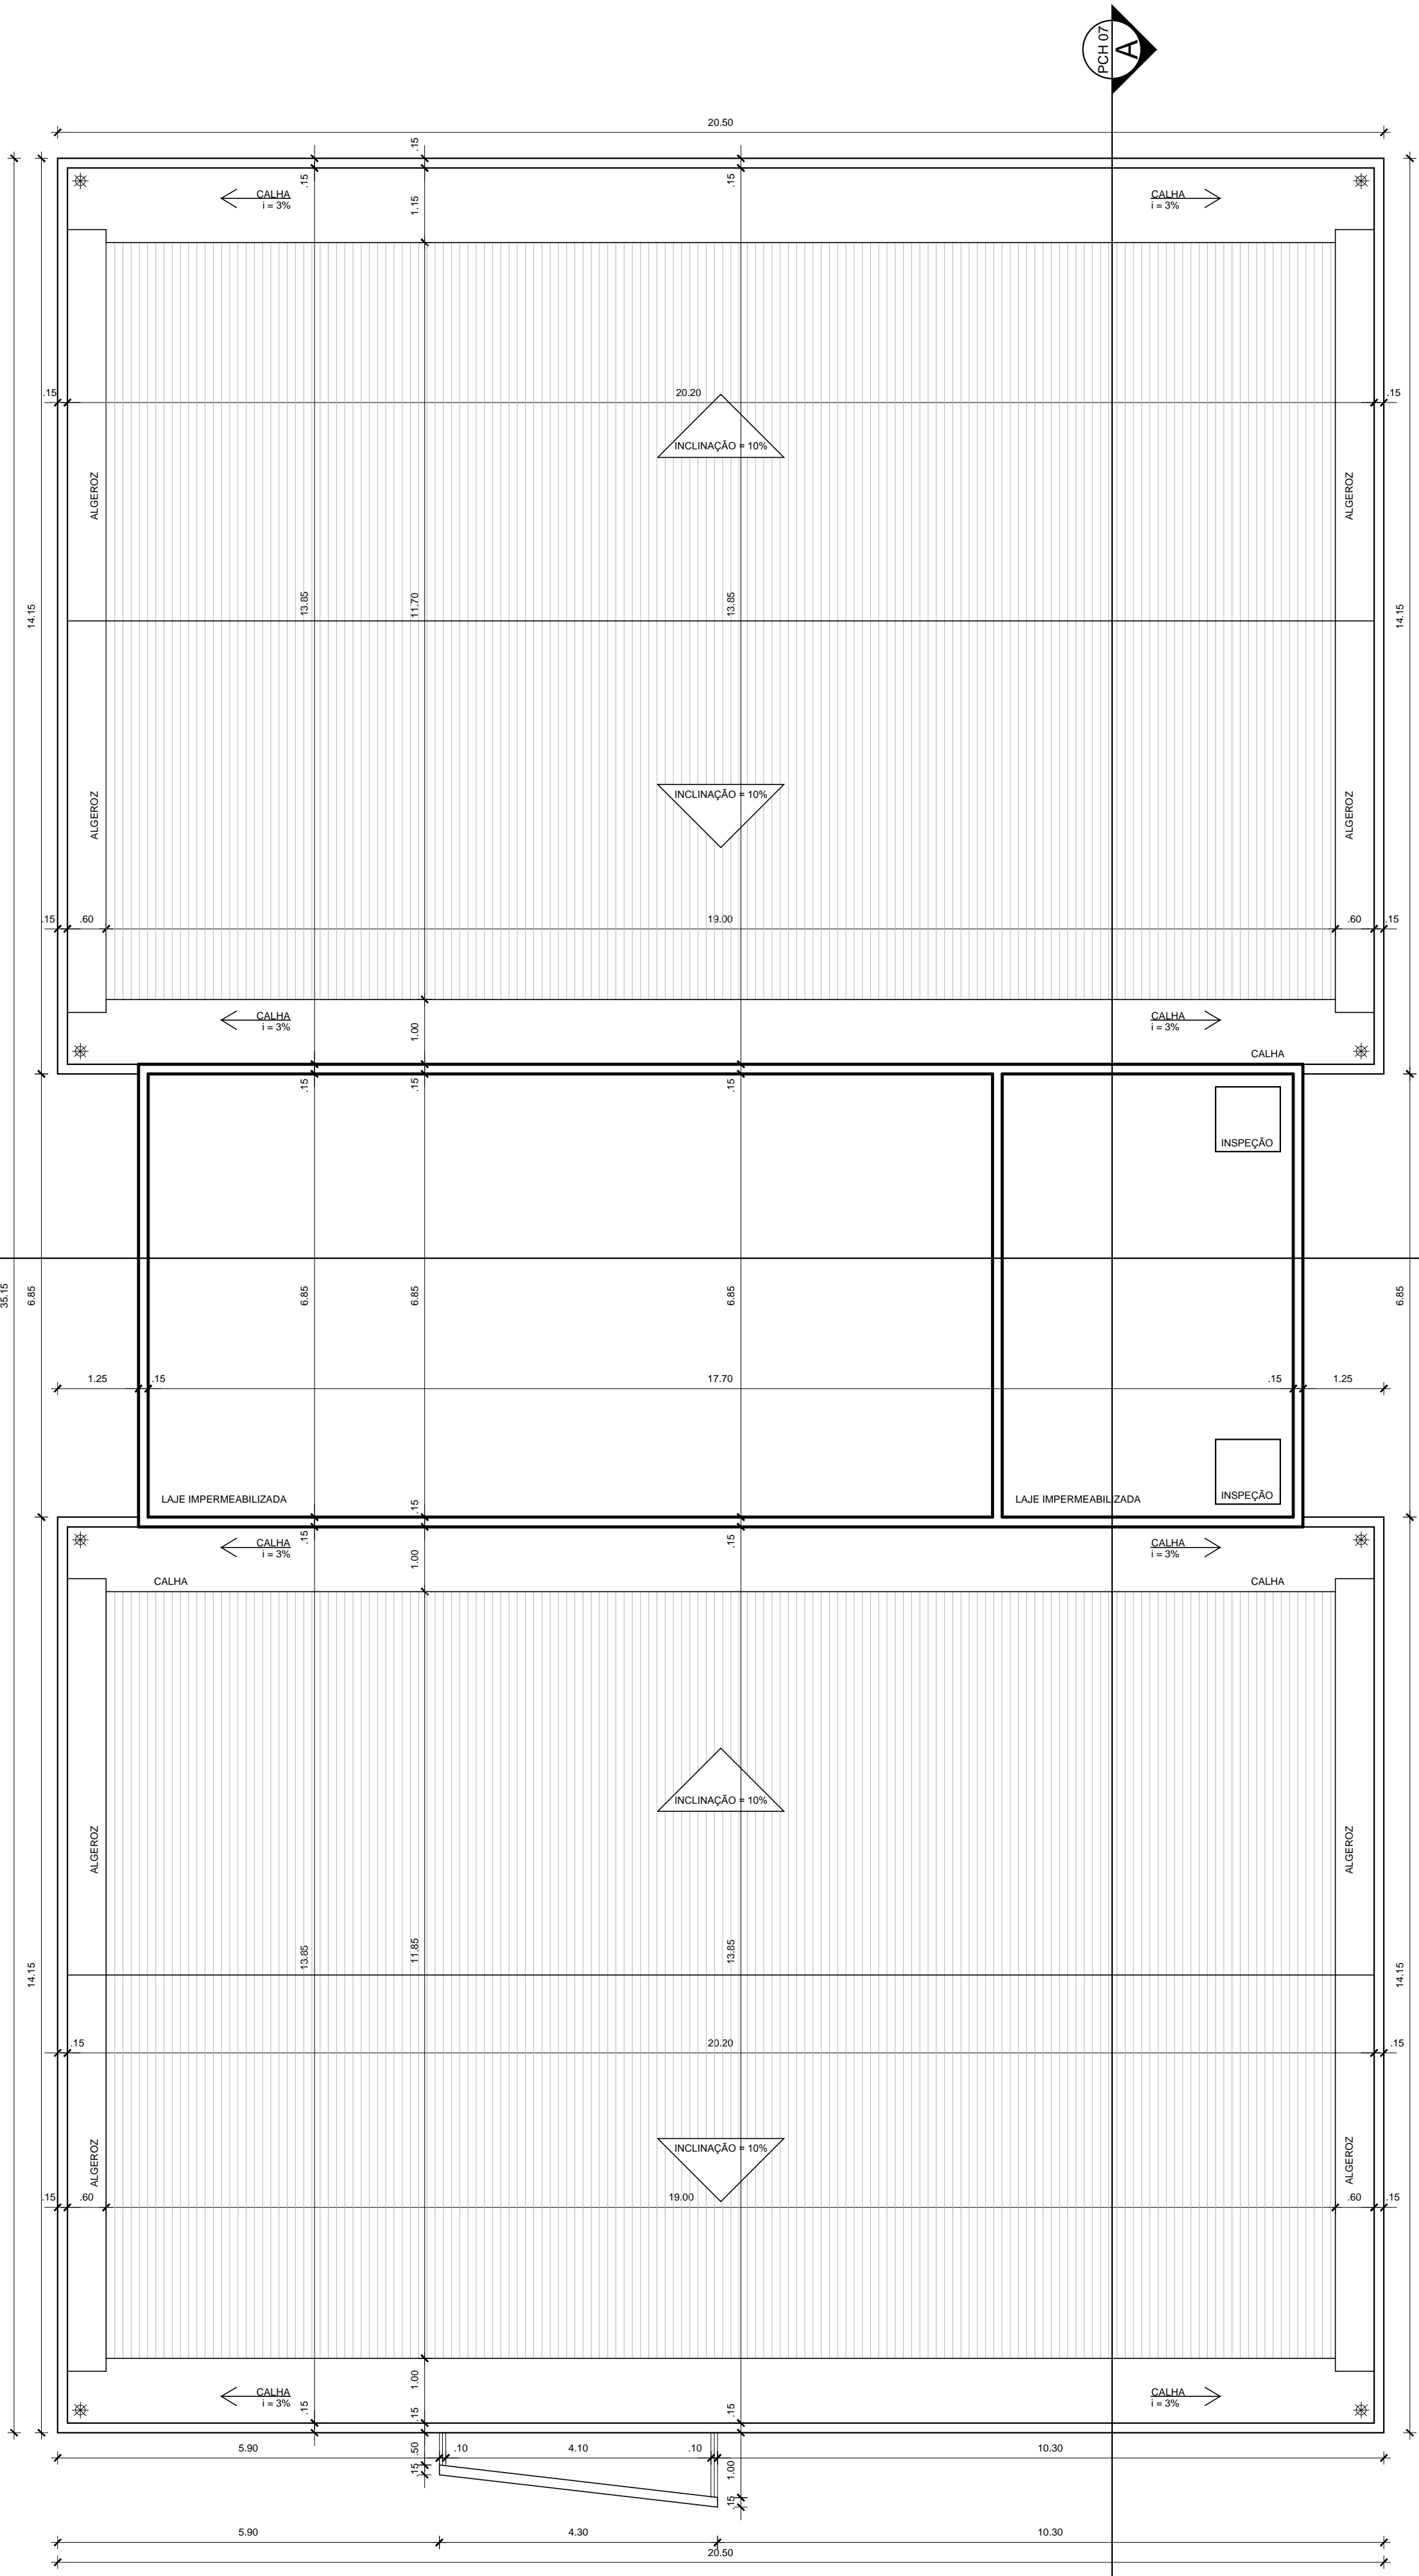 PCH 07
A
20.50
.15
.15
1.15
.15
CALHA
i = 3%
CALHA
i = 3%
.15
20.20
.15
INCLINAÇÃO = 10%
ALGEROZ
ALGEROZ
14.15
13.85
11.70
13.85
14.15
INCLINAÇÃO = 10%
ALGEROZ
ALGEROZ
.15
.60
19.00
.60
.15
CALHA
i = 3%
1.00
CALHA
i = 3%
CALHA
.15
.15
.15
INSPEÇÃO
35.15
6.85
6.85
6.85
6.85
6.85
1.25
.15
17.70
.15
1.25
LAJE IMPERMEABILIZADA
LAJE IMPERMEABILIZADA
INSPEÇÃO
.15
.15
.15
CALHA
i = 3%
1.00
CALHA
i = 3%
CALHA
CALHA
INCLINAÇÃO = 10%
ALGEROZ
ALGEROZ
14.15
13.85
11.85
13.85
14.15
.15
20.20
.15
INCLINAÇÃO = 10%
ALGEROZ
ALGEROZ
.15
.60
19.00
.60
.15
CALHA
i = 3%
1.00
CALHA
i = 3%
.15
.15
.15
5.90
.50
.10
4.10
.10
10.30
.15
1.00
.15
5.90
4.30
10.30
20.50